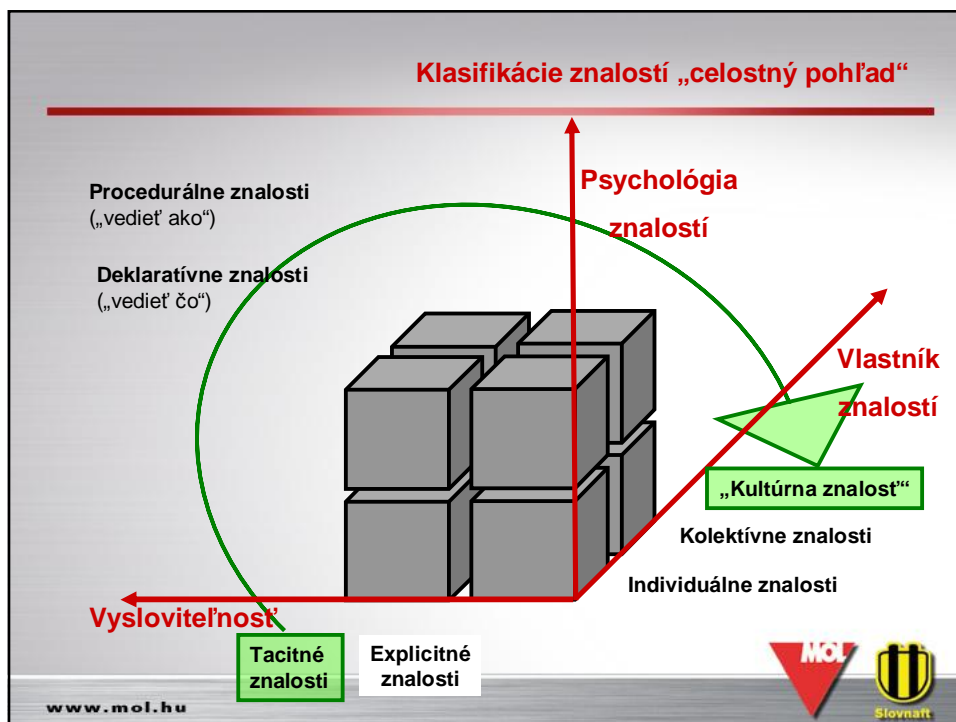 Klasifikácie znalostí „celostný pohľad“
Psychológia
znalostí
Procedurálne znalosti
(„vedieť ako“)
Deklaratívne znalosti
(„vedieť čo“)
Vlastník
znalostí
„Kultúrna znalosť“
Kolektívne znalosti
Individuálne znalosti
Vysloviteľnosť
Tacitné
znalosti
Explicitné
znalosti
MOL
Slovnaft
www.mol.hu